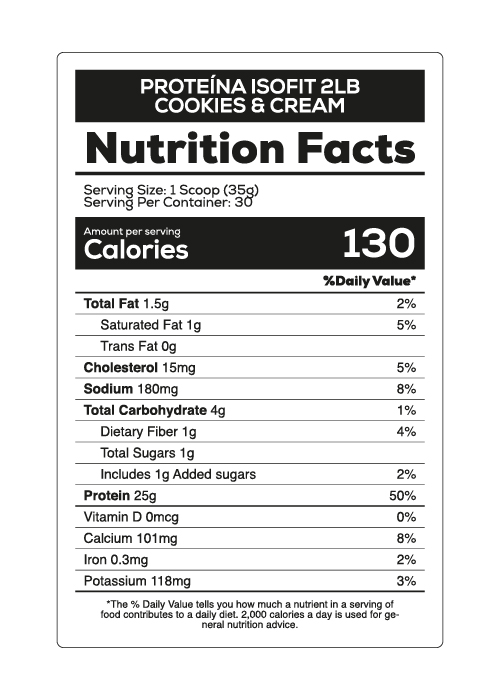 PROTEÍNA ISOFIT 2LB
COOKIES & CREAM
Nutrition Facts
Serving Size: 1 Scoop (35g)
Serving Per Container: 30
Amount per serving
Calories 130
%Daily Value*
Total Fat 1.5g 2%
Saturated Fat 1g 5%
Trans Fat 0g
Cholesterol 15mg 5%
Sodium 180mg 8%
Total Carbohydrate 4g 1%
Dietary Fiber 1g 4%
Total Sugars 1g
Includes 1g Added sugars 2%
Protein 25g 50%
Vitamin D 0mcg 0%
Calcium 101mg 8%
Iron 0.3mg 2%
Potassium 118mg 3%
*The % Daily Value tells you how much a nutrient in a serving of
food contributes to a daily diet. 2,000 calories a day is used for ge-
neral nutrition advice.